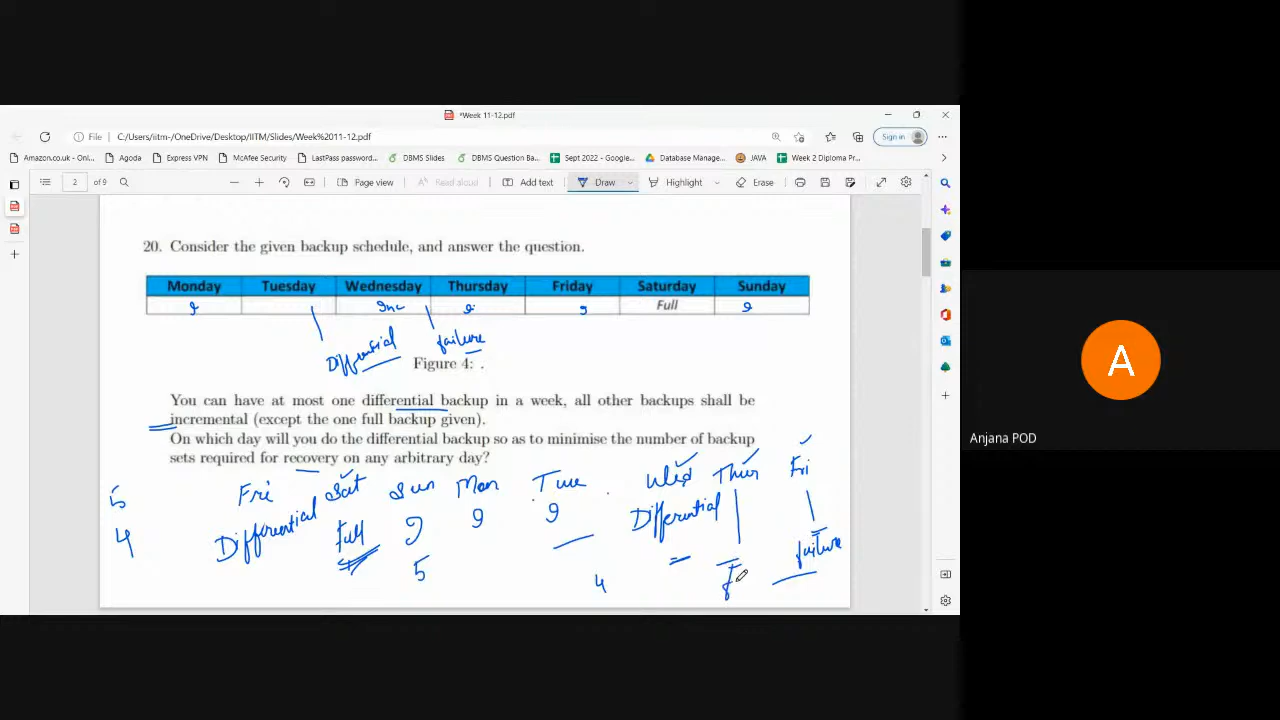 *Week 11-12.pdf
File C:/Users/iitm-/OneDrive/Desktop/IITM/Slides/Week%2011-12.pdf Sign in
Amazon.co.uk - Onl... Agoda Express VPN McAfee Security LastPass password... DBMS Slides DBMS Question Ba... Sept 2022 - Google... Database Manage... JAVA Week 2 Diploma Pr...
2 of 9 Page view Read aloud Add text Draw Highlight Erase
20. Consider the given backup schedule, and answer the question.
Monday Tuesday Wednesday Thursday Friday Saturday Sunday
Inc Full
Differential failure
Figure 4: .
You can have at most one differential backup in a week, all other backups shall be
incremental (except the one full backup given).
On which day will you do the differential backup so as to minimise the number of backup
sets required for recovery on any arbitrary day?
5 Fri Sat Sun Mon Tue Wed Thur Fri
4 Differential Full Differential failure
5 4
A
Anjana POD